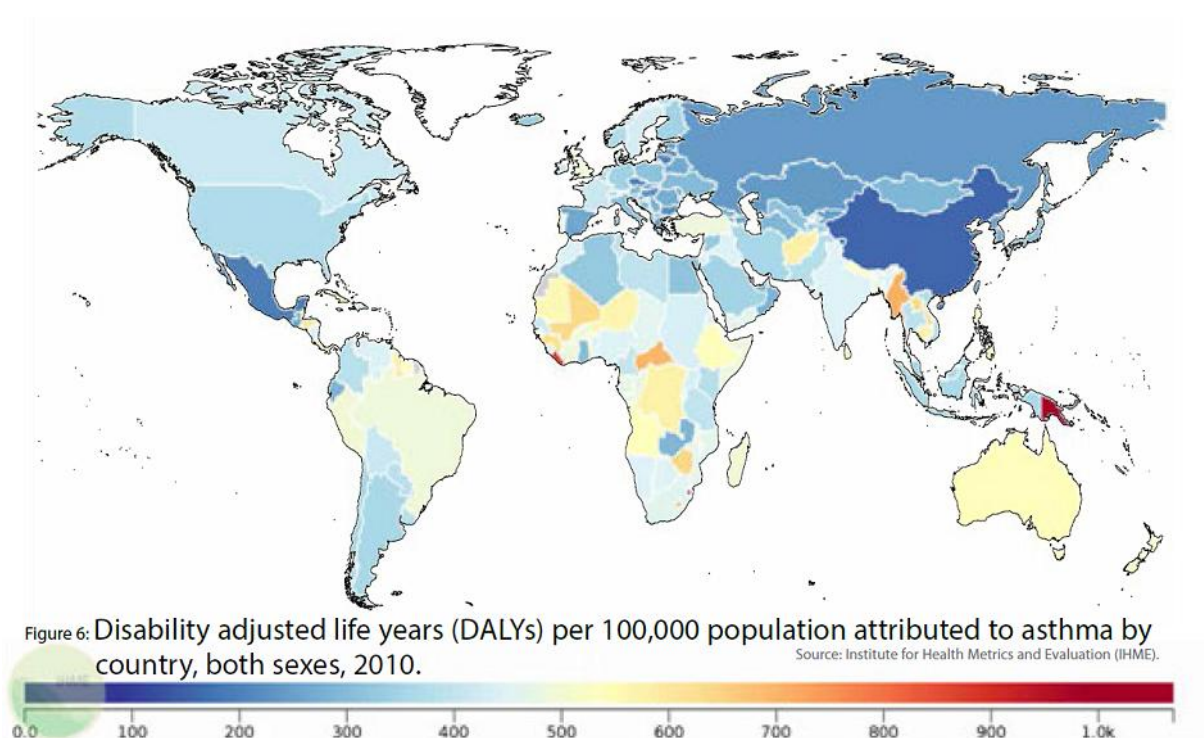 Figure 6: Disability adjusted life years (DALYs) per 100,000 population attributed to asthma by
country, both sexes, 2010.
Source: Institute for Health Metrics and Evaluation (IHME).
IHME
0.0 100 200 300 400 500 600 700 800 900 1.0k